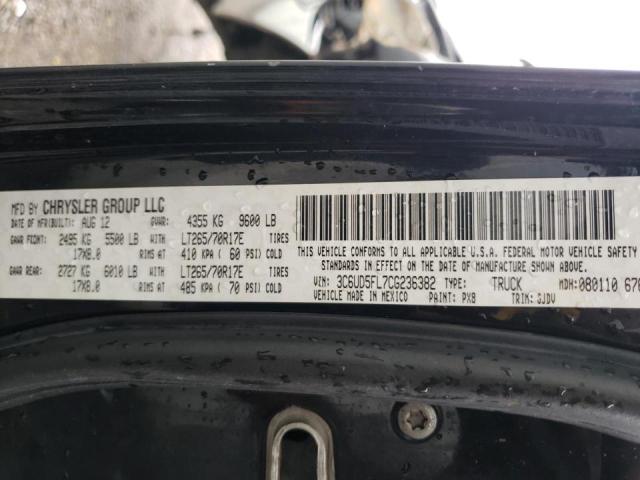 MFD BY CHRYSLER GROUP LLC
DATE OF MFR(BUILT): AUG 12 GVWR: 4355 KG 9600 LB
GAWR FRONT: 2495 KG 5500 LB WITH LT265/70R17E TIRES
17X8.0 RIMS AT 410 KPA ( 60 PSI) COLD
GAWR REAR: 2727 KG 6010 LB WITH LT265/70R17E TIRES
17X8.0 RIMS AT 485 KPA ( 70 PSI) COLD
THIS VEHICLE CONFORMS TO ALL APPLICABLE U.S.A. FEDERAL MOTOR VEHICLE SAFETY
STANDARDS IN EFFECT ON THE DATE OF MANUFACTURE SHOWN ABOVE.
VIN: 3C6UD5FL7CG236382 TYPE: TRUCK MDH: 080110 676
VEHICLE MADE IN MEXICO PAINT: PX8 TRIM: 3JDV